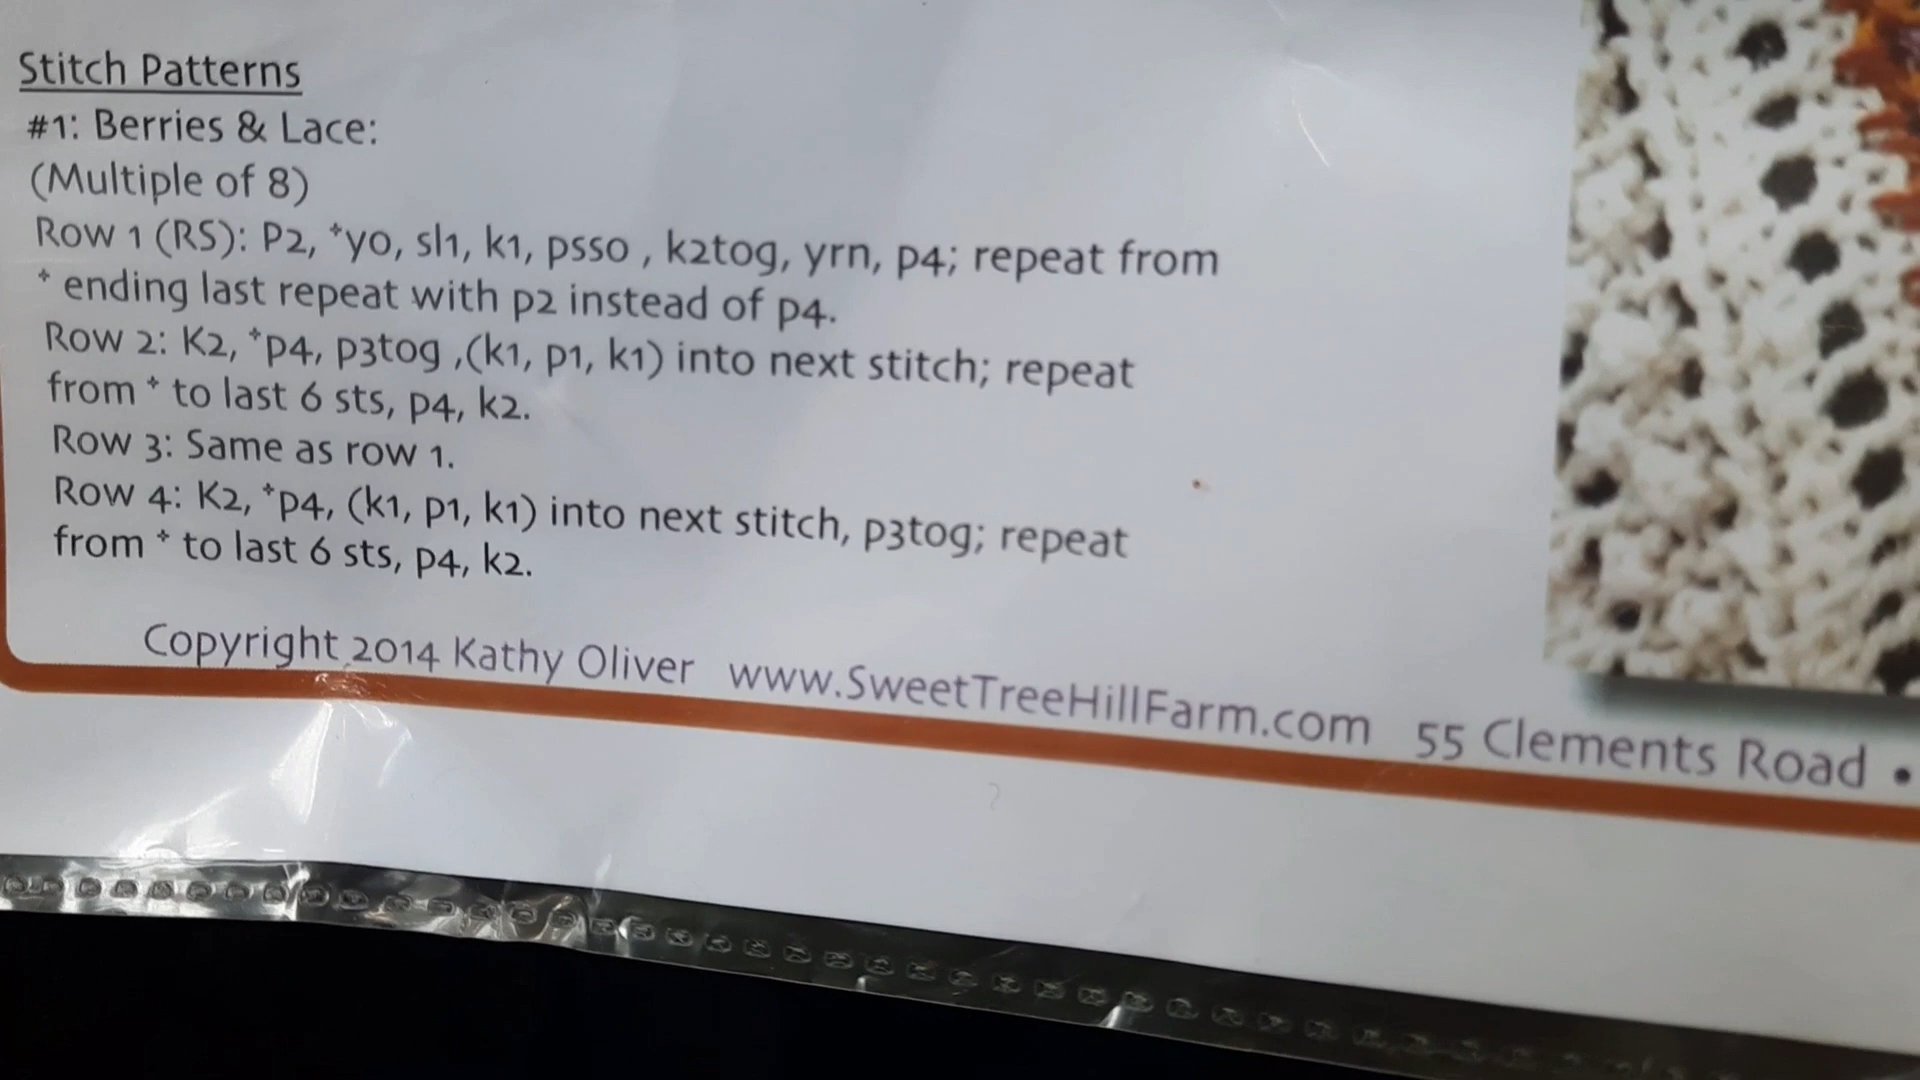 Stitch Patterns
#1: Berries & Lace:
(Multiple of 8)
Row 1 (RS): P2, *yo, sl1, k1, psso , k2tog, yrn, p4; repeat from
* ending last repeat with p2 instead of p4.
Row 2: K2, *p4, p3tog ,(k1, p1, k1) into next stitch; repeat
from * to last 6 sts, p4, k2.
Row 3: Same as row 1.
Row 4: K2, *p4, (k1, p1, k1) into next stitch, p3tog; repeat
from * to last 6 sts, p4, k2.
Copyright 2014 Kathy Oliver www.SweetTreeHillFarm.com 55 Clements Road •